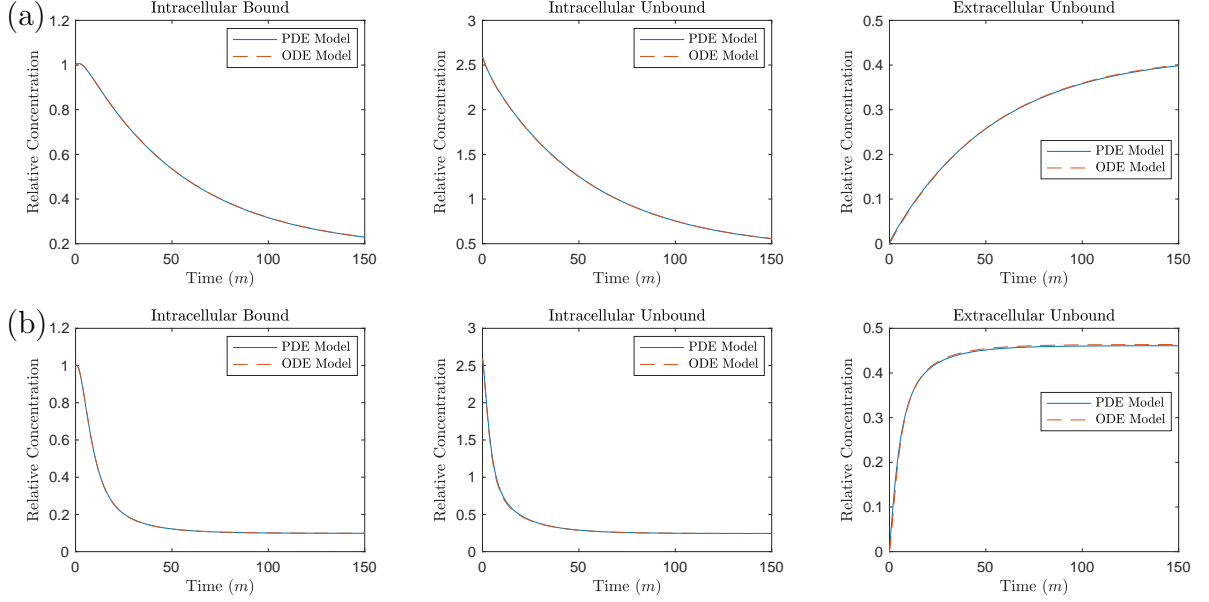 (a)
Intracellular Bound
Relative Concentration
1.2
1
0.8
0.6
0.4
0.2
0
50
100
150
Time (m)
PDE Model
ODE Model
Intracellular Unbound
Relative Concentration
3
2.5
2
1.5
1
0.5
0
50
100
150
Time (m)
PDE Model
ODE Model
Extracellular Unbound
Relative Concentration
0.5
0.4
0.3
0.2
0.1
0
0
50
100
150
Time (m)
PDE Model
ODE Model
(b)
Intracellular Bound
Relative Concentration
1.2
1
0.8
0.6
0.4
0.2
0
0
50
100
150
Time (m)
PDE Model
ODE Model
Intracellular Unbound
Relative Concentration
3
2.5
2
1.5
1
0.5
0
0
50
100
150
Time (m)
PDE Model
ODE Model
Extracellular Unbound
Relative Concentration
0.5
0.4
0.3
0.2
0.1
0
0
50
100
150
Time (m)
PDE Model
ODE Model